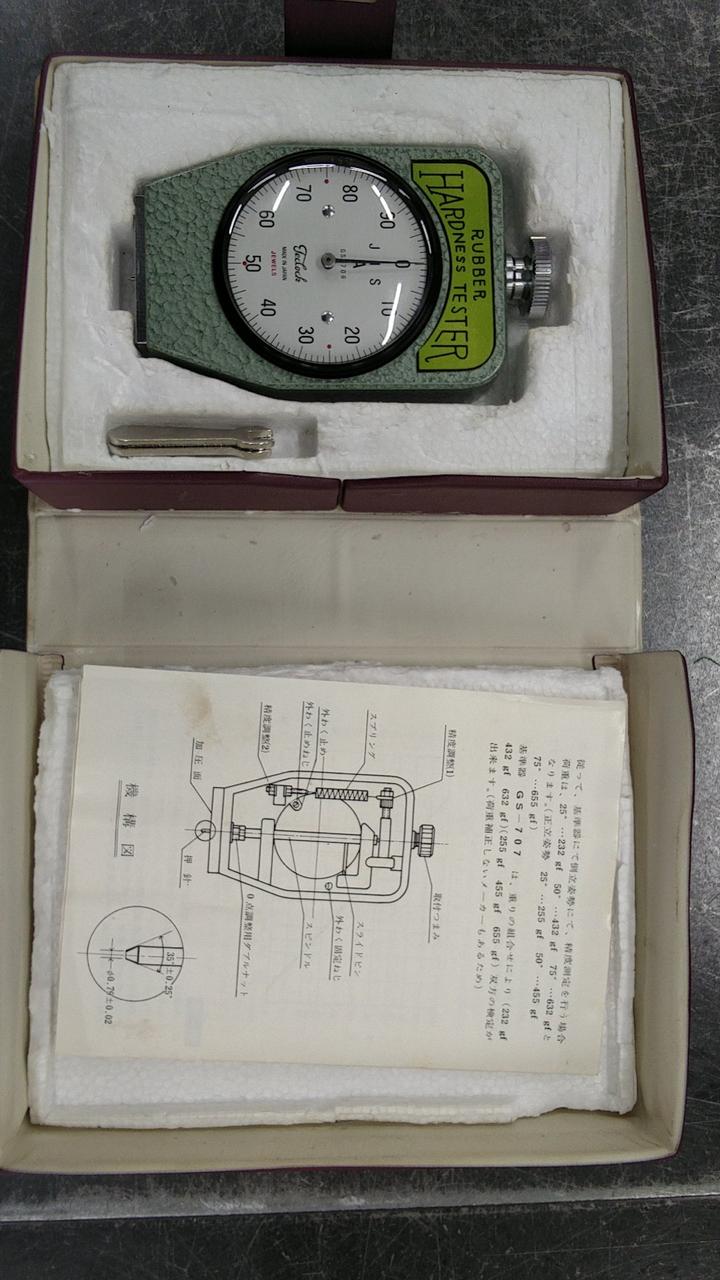 RUBBER
HARDNESS TESTER
0
10
20
30
40
50
60
70
80
90
J A S
Teclock
MADE IN JAPAN
JEWELS
従って、基準器にて倒立姿勢にて、精度測定を行う場合
荷重は、25° …232 gf 50° …432 gf 75° …632 gfと
なります。(正立姿勢 25° …255 gf 50° …455 gf
75° …655 gf)
基準器 GS-707 は、重りの組合せにより(232 gf
432 gf 632 gf)(255 gf 455 gf 655 gf)双方の検定が
出来ます。(荷重補正しないメーカーもあるため)
精度調整(1)
取付つまみ
スプリング
スライドピン
外わく止め
外わく止めねじ
外わく固定ねじ
精度調整(2)
スピンドル
0点調整用ダブルナット
加圧面
押針
35°±0.25°
φ0.79±0.02
機構図